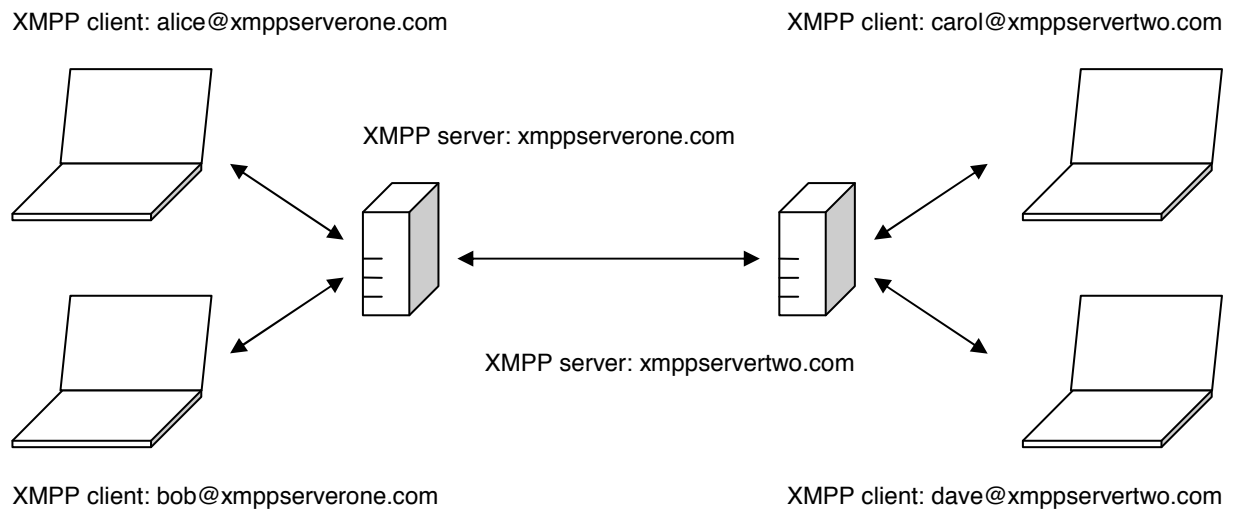 XMPP client: alice@xmppserverone.com
XMPP client: carol@xmppservertwo.com
XMPP server: xmppserverone.com
XMPP server: xmppservertwo.com
XMPP client: bob@xmppserverone.com
XMPP client: dave@xmppservertwo.com